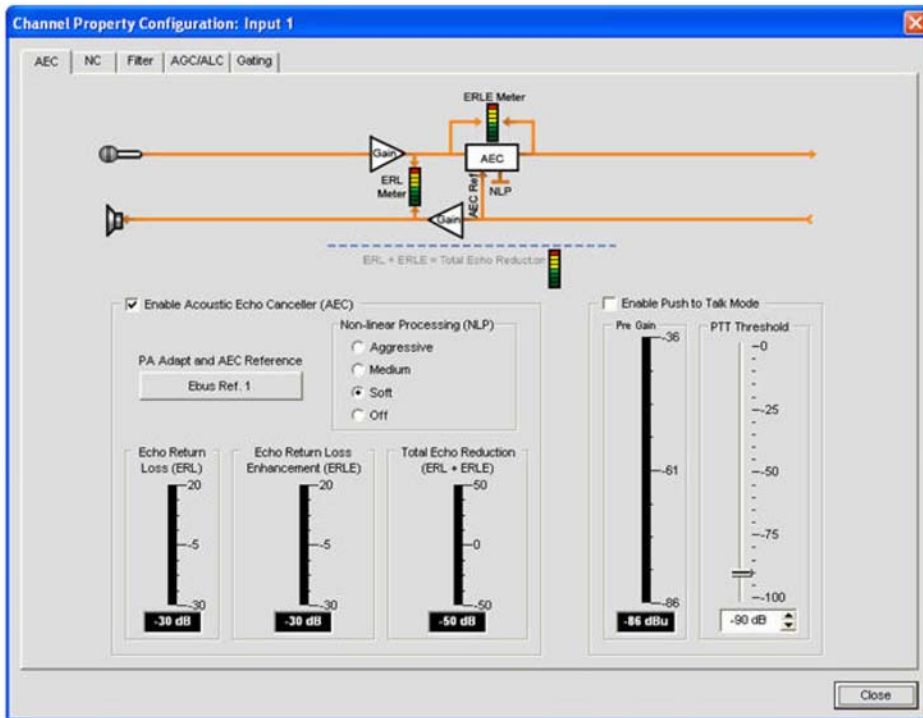 Channel Property Configuration: Input 1
AEC
NC
Filter
AGC/ALC
Gating
ERLE Meter
Gain
AEC
ERL
Meter
AEC Ref.
NLP
Gain
ERL + ERLE = Total Echo Reduction
Enable Acoustic Echo Canceller (AEC)
PA Adapt and AEC Reference
Ebus Ref. 1
Non-linear Processing (NLP)
Aggressive
Medium
Soft
Off
Echo Return
Loss (ERL)
20
-5
-30
-30 dB
Echo Return Loss
Enhancement (ERLE)
20
-5
-30
-30 dB
Total Echo Reduction
(ERL + ERLE)
50
0
-50
-50 dB
Enable Push to Talk Mode
Pre Gain
-36
-61
-86
-86 dBu
PTT Threshold
-0
-25
-50
-75
-100
-90 dB
Close